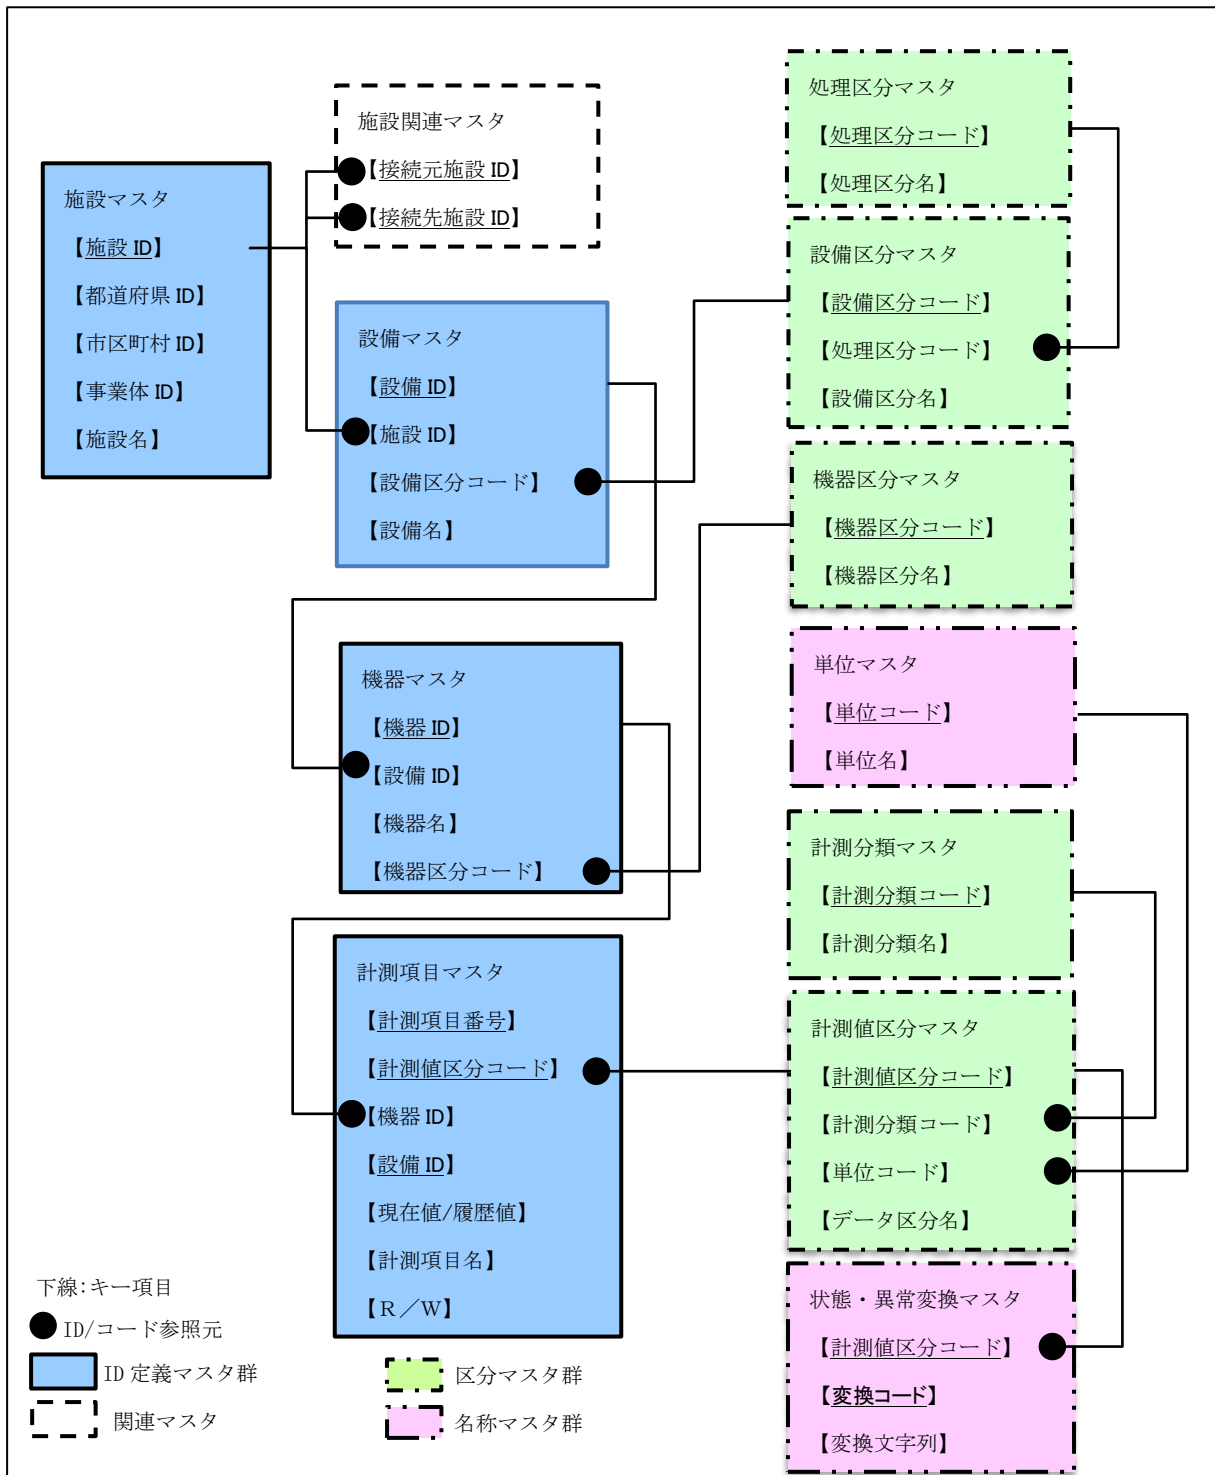 施設マスタ
【施設 ID】
【都道府県 ID】
【市区町村 ID】
【事業体 ID】
【施設名】
施設関連マスタ
【接続元施設 ID】
【接続先施設 ID】
設備マスタ
【設備 ID】
【施設 ID】
【設備区分コード】
【設備名】
機器マスタ
【機器 ID】
【設備 ID】
【機器名】
【機器区分コード】
計測項目マスタ
【計測項目番号】
【計測値区分コード】
【機器 ID】
【設備 ID】
【現在値/履歴値】
【計測項目名】
【R／W】
処理区分マスタ
【処理区分コード】
【処理区分名】
設備区分マスタ
【設備区分コード】
【処理区分コード】
【設備区分名】
機器区分マスタ
【機器区分コード】
【機器区分名】
単位マスタ
【単位コード】
【単位名】
計測分類マスタ
【計測分類コード】
【計測分類名】
計測値区分マスタ
【計測値区分コード】
【計測分類コード】
【単位コード】
【データ区分名】
状態・異常変換マスタ
【計測値区分コード】
【変換コード】
【変換文字列】
下線:キー項目
ID/コード参照元
ID 定義マスタ群
関連マスタ
区分マスタ群
名称マスタ群